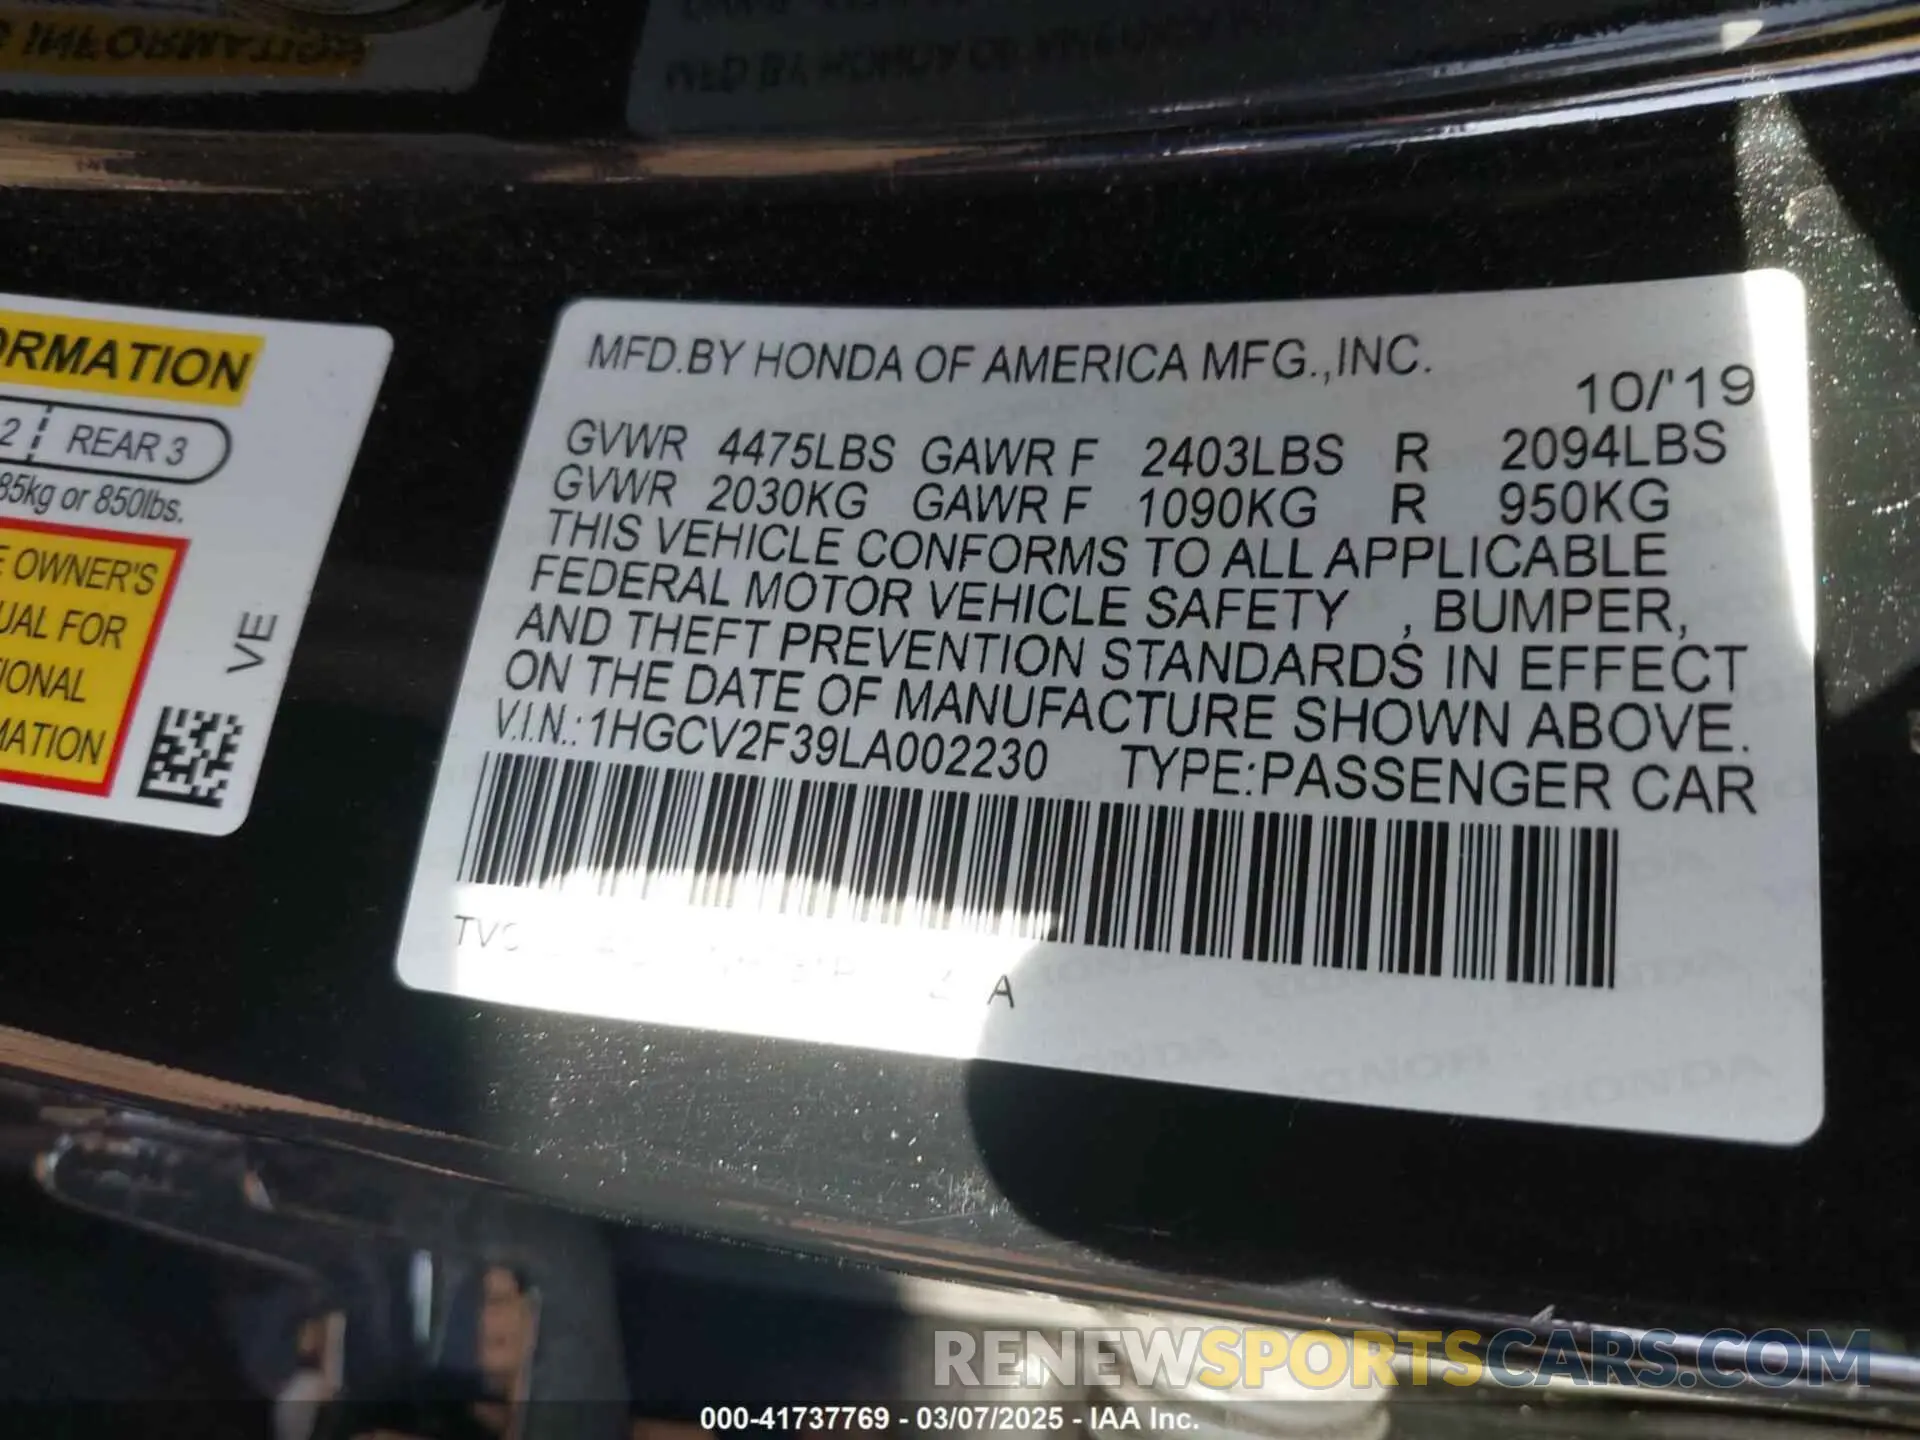 ORMATION
2 REAR 3
85kg or 850lbs.
E OWNER'S
UAL FOR
IONAL
MATION
VE
MFD.BY HONDA OF AMERICA MFG.,INC.
10/'19
GVWR 4475LBS GAWR F 2403LBS R 2094LBS
GVWR 2030KG GAWR F 1090KG R 950KG
THIS VEHICLE CONFORMS TO ALL APPLICABLE
FEDERAL MOTOR VEHICLE SAFETY , BUMPER,
AND THEFT PREVENTION STANDARDS IN EFFECT
ON THE DATE OF MANUFACTURE SHOWN ABOVE.
V.I.N.: 1HGCV2F39LA002230 TYPE:PASSENGER CAR
A
RENEWSPORTSCARS.COM
000-41737769 - 03/07/2025 - IAA Inc.